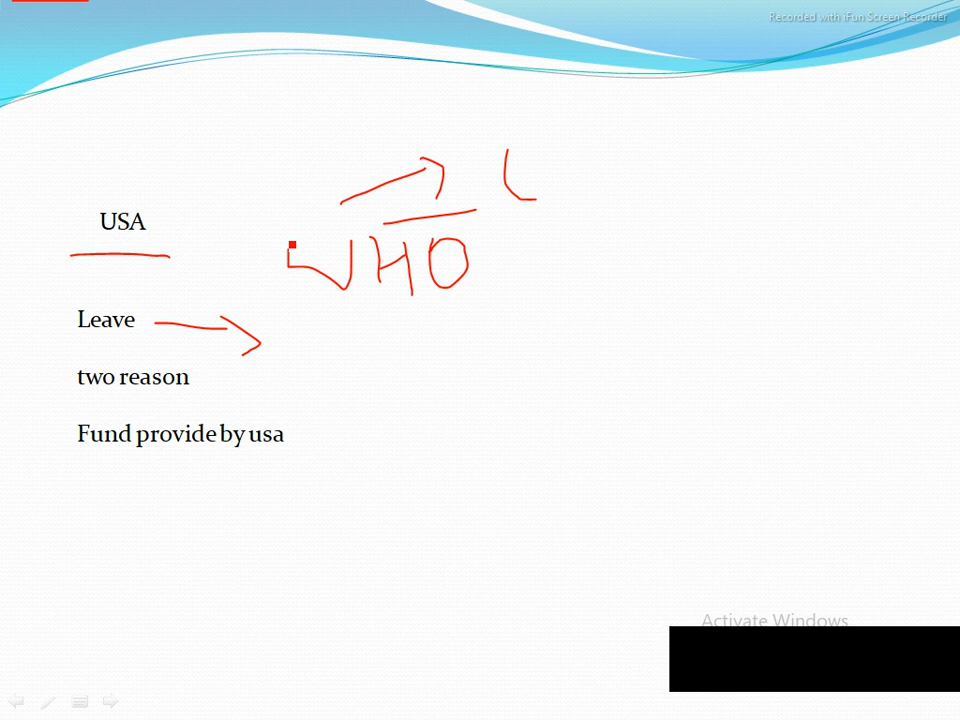 Recorded with iFun Screen Recorder
USA
WHO
Leave
two reason
Fund provide by usa
Activate Windows